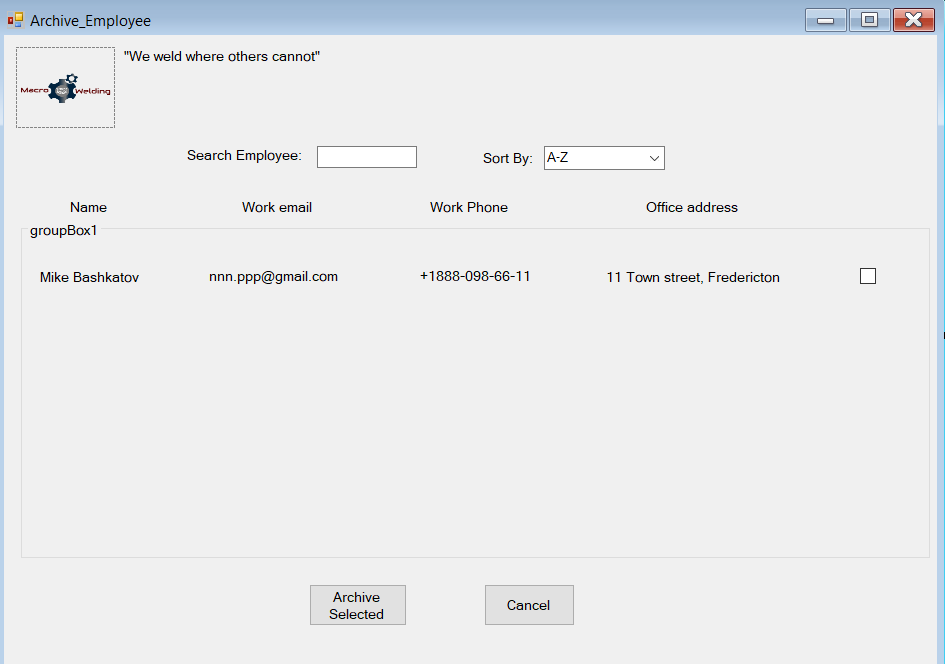 Archive_Employee
"We weld where others cannot"
Macro Welding
Search Employee:
Sort By: A-Z
Name Work email Work Phone Office address
groupBox1
Mike Bashkatov nnn.ppp@gmail.com +1888-098-66-11 11 Town street, Fredericton
Archive
Selected
Cancel